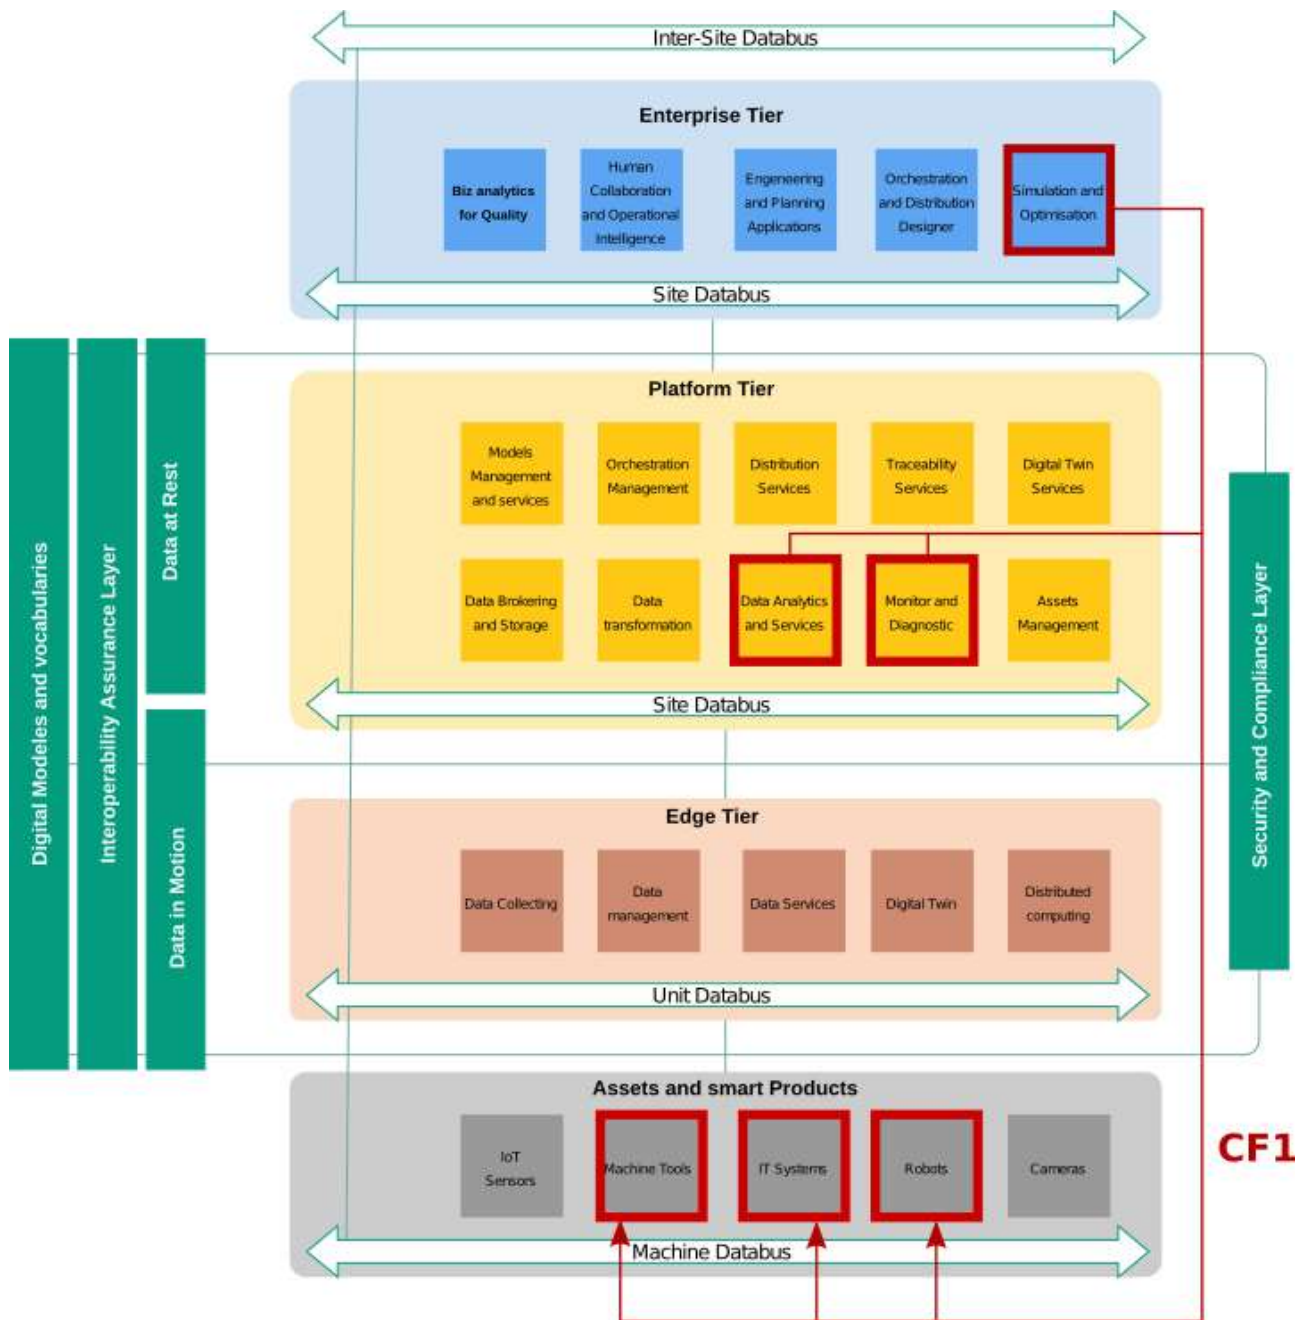 Inter-Site Databus
Enterprise Tier
Biz analytics
for Quality
Human
Collaboration
and Operational
Intelligence
Engeneering
and Planning
Applications
Orchestration
and Distribution
Designer
Simulation and
Optimisation
Site Databus
Digital Modeles and vocabularies
Interoperability Assurance Layer
Data at Rest
Data in Motion
Platform Tier
Models
Management
and services
Orchestration
Management
Distribution
Services
Traceability
Services
Digital Twin
Services
Data Brokering
and Storage
Data
transformation
Data Analytics
and Services
Monitor and
Diagnostic
Assets
Management
Site Databus
Security and Compliance Layer
Edge Tier
Data Collecting
Data
management
Data Services
Digital Twin
Distributed
computing
Unit Databus
Assets and smart Products
IoT
Sensors
Machine Tools
IT Systems
Robots
Cameras
CF1
Machine Databus